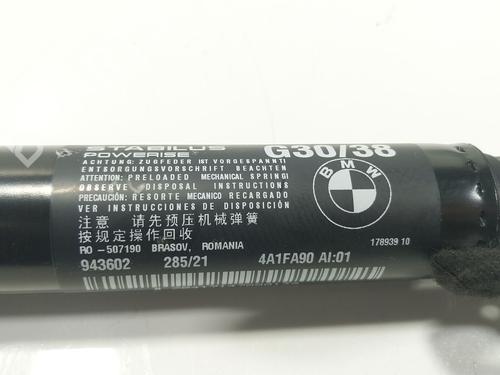 STABILUS
POWERISE
G30/38
ACHTUNG: ZUGFEDER IST VORGESPANNT!
ENTSORGUNGSVORSCHRIFT BEACHTEN
ATTENTION: PRELOADED MECHANICAL SPRING!
OBSERVE DISPOSAL INSTRUCTIONS
PRECAUCIÓN: RESORTE MECANICO RECARGADO
VER INSTRUCCIONES DE DISPOSICIÓN
注意 请先预压机械弹簧
按规定操作回收
BMW
RO -507190 BRASOV, ROMANIA
178939 10
943602 285/21 4A1FA90 AI:01